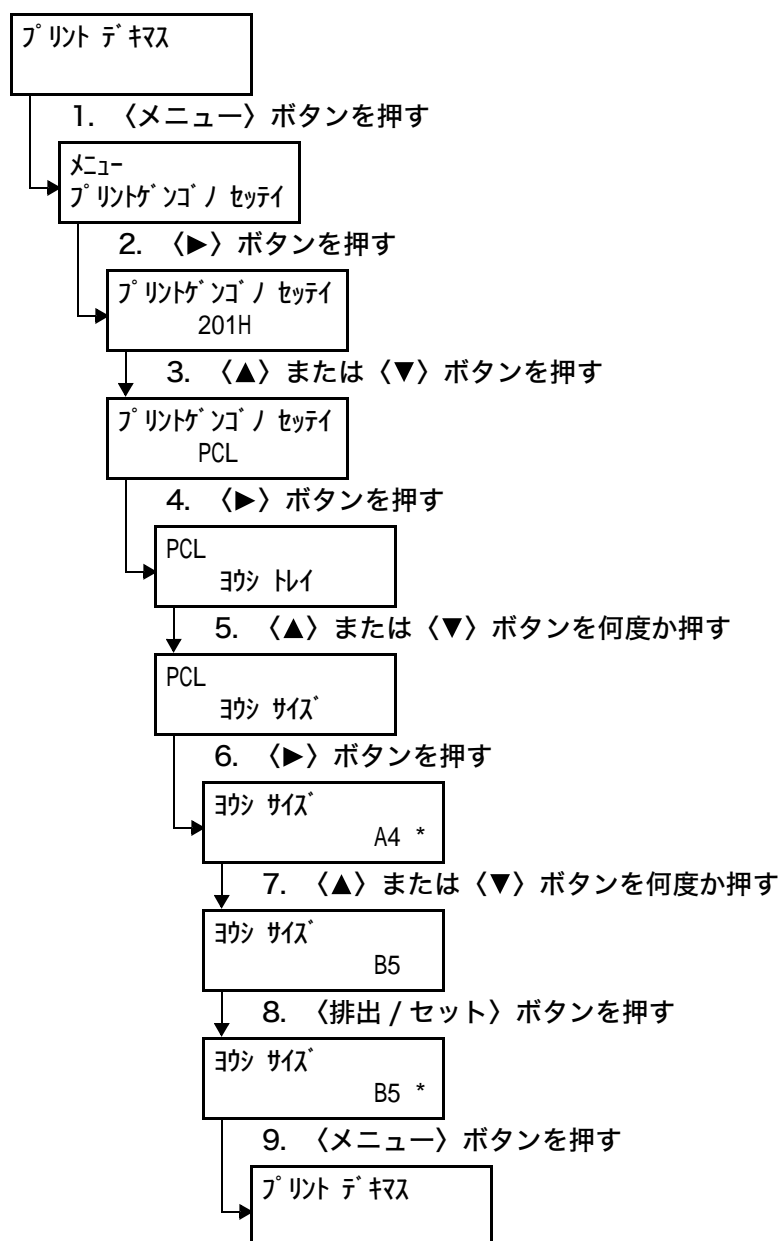 ﾌﾟﾘﾝﾄ ﾃﾞｷﾏｽ
1. 〈メニュー〉ボタンを押す
ﾒﾆｭｰ
ﾌﾟﾘﾝﾄｹﾞﾝｺﾞﾉ ｾｯﾃｲ
2. 〈▶〉ボタンを押す
ﾌﾟﾘﾝﾄｹﾞﾝｺﾞﾉ ｾｯﾃｲ
201H
3. 〈▲〉または〈▼〉ボタンを押す
ﾌﾟﾘﾝﾄｹﾞﾝｺﾞﾉ ｾｯﾃｲ
PCL
4. 〈▶〉ボタンを押す
PCL
ﾖｳｼ ﾄﾚｲ
5. 〈▲〉または〈▼〉ボタンを何度か押す
PCL
ﾖｳｼ ｻｲｽﾞ
6. 〈▶〉ボタンを押す
ﾖｳｼ ｻｲｽﾞ
A4 *
7. 〈▲〉または〈▼〉ボタンを何度か押す
ﾖｳｼ ｻｲｽﾞ
B5
8. 〈排出 / セット〉ボタンを押す
ﾖｳｼ ｻｲｽﾞ
B5 *
9. 〈メニュー〉ボタンを押す
ﾌﾟﾘﾝﾄ ﾃﾞｷﾏｽ